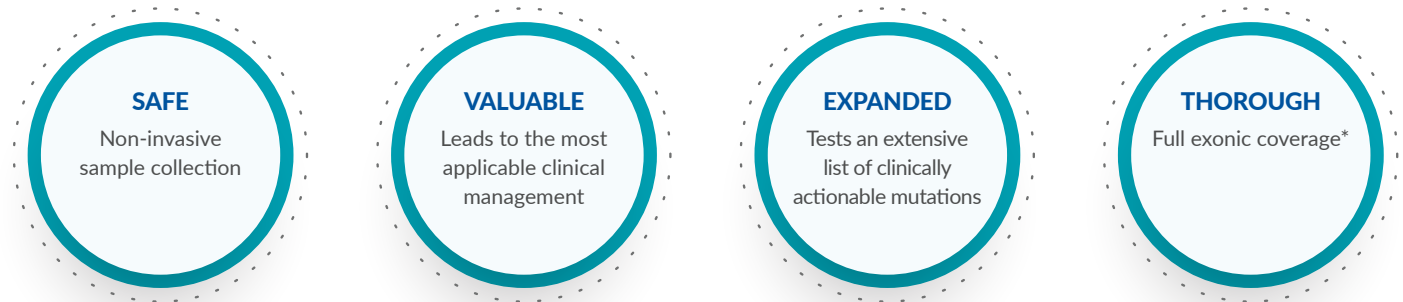 SAFE
Non-invasive
sample collection
VALUABLE
Leads to the most
applicable clinical
management
EXPANDED
Tests an extensive
list of clinically
actionable mutations
THOROUGH
Full exonic coverage*